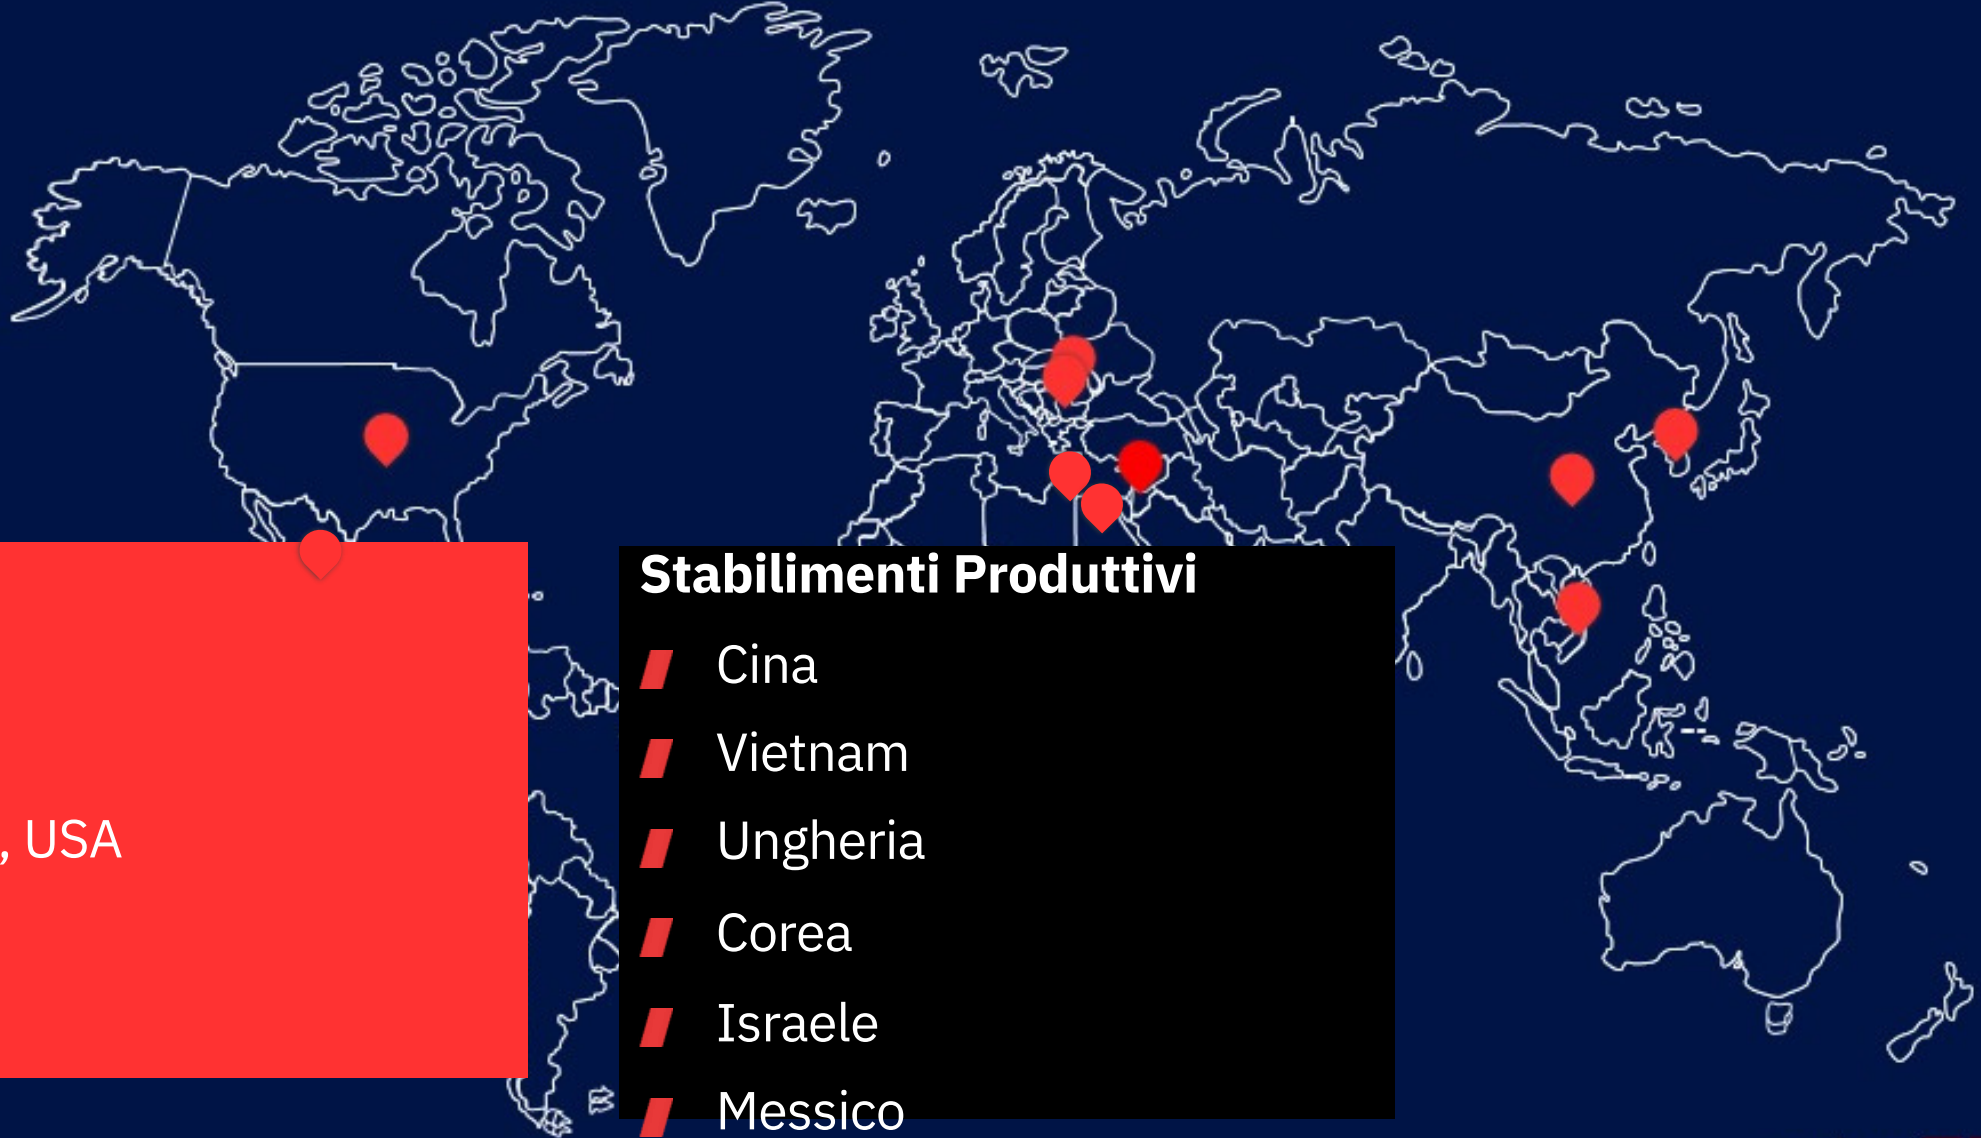 , USA
Stabilimenti Produttivi
Cina
Vietnam
Ungheria
Corea
Israele
Messico